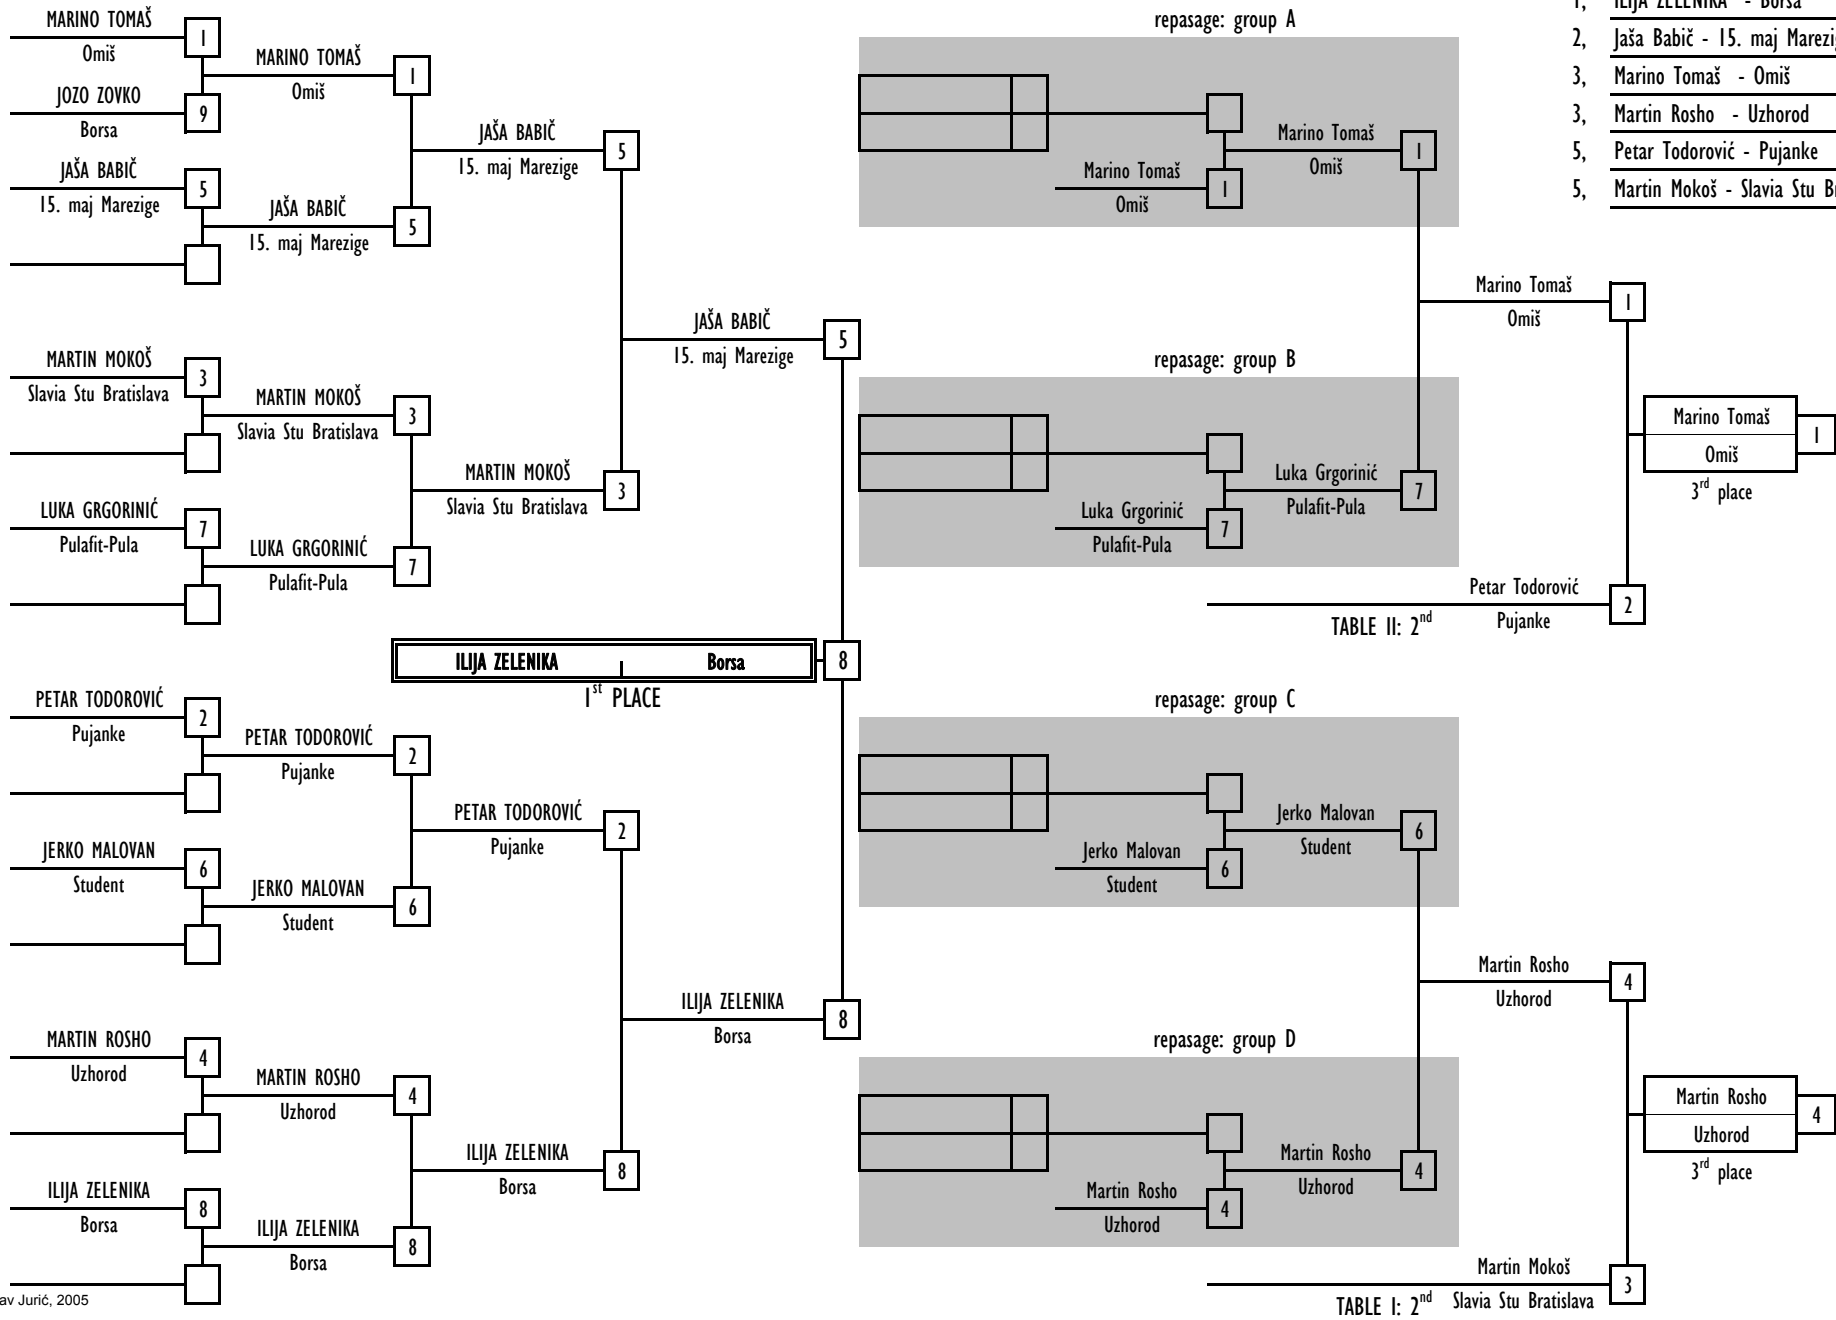 MARINO TOMAŠ
Omiš
1
JOZO ZOVKO
Borsa
9
JAŠA BABIČ
15. maj Marezige
5
MARTIN MOKOŠ
Slavia Stu Bratislava
3
LUKA GRGORINIĆ
Pulafit-Pula
7
PETAR TODOROVIĆ
Pujanke
2
JERKO MALOVAN
Student
6
MARTIN ROSHO
Uzhorod
4
ILIJA ZELENIKA
Borsa
8
MARINO TOMAŠ
Omiš
1
JAŠA BABIČ
15. maj Marezige
5
MARTIN MOKOŠ
Slavia Stu Bratislava
3
LUKA GRGORINIĆ
Pulafit-Pula
7
PETAR TODOROVIĆ
Pujanke
2
JERKO MALOVAN
Student
6
MARTIN ROSHO
Uzhorod
4
ILIJA ZELENIKA
Borsa
8
JAŠA BABIČ
15. maj Marezige
5
MARTIN MOKOŠ
Slavia Stu Bratislava
3
PETAR TODOROVIĆ
Pujanke
2
ILIJA ZELENIKA
Borsa
8
JAŠA BABIČ
15. maj Marezige
5
ILIJA ZELENIKA Borsa
8
1st PLACE
ILIJA ZELENIKA
Borsa
8
repasage: group A
Marino Tomaš
Omiš
1
Marino Tomaš
Omiš
1
repasage: group B
Luka Grgorinić
Pulafit-Pula
7
Luka Grgorinić
Pulafit-Pula
7
Marino Tomaš
Omiš
1
Petar Todorović
Pujanke
2
TABLE II: 2nd
Marino Tomaš
Omiš
1
3rd place
repasage: group C
Jerko Malovan
Student
6
Jerko Malovan
Student
6
repasage: group D
Martin Rosho
Uzhorod
4
Martin Rosho
Uzhorod
4
Martin Rosho
Uzhorod
4
Martin Mokoš
Slavia Stu Bratislava
3
TABLE I: 2nd
Martin Rosho
Uzhorod
4
3rd place
1, ILIJA ZELENIKA - Borsa
2, Jaša Babič - 15. maj Marezig
3, Marino Tomaš - Omiš
3, Martin Rosho - Uzhorod
5, Petar Todorović - Pujanke
5, Martin Mokoš - Slavia Stu Br
av Jurić, 2005